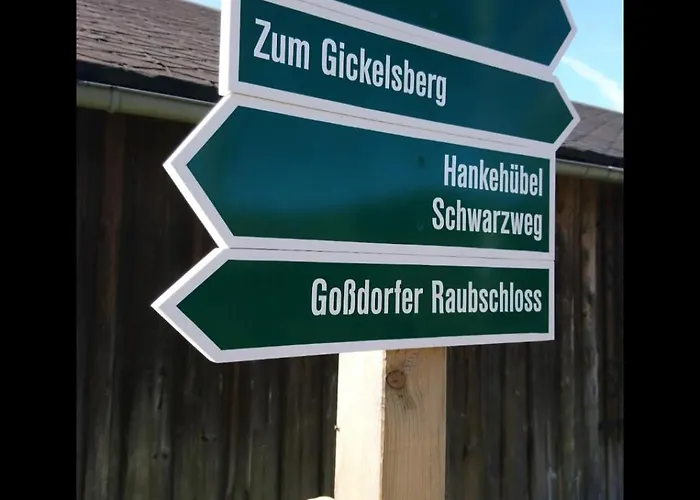 Zum Gickelsberg
Hankehübel
Schwarzweg
Goßdorfer Raubschloss